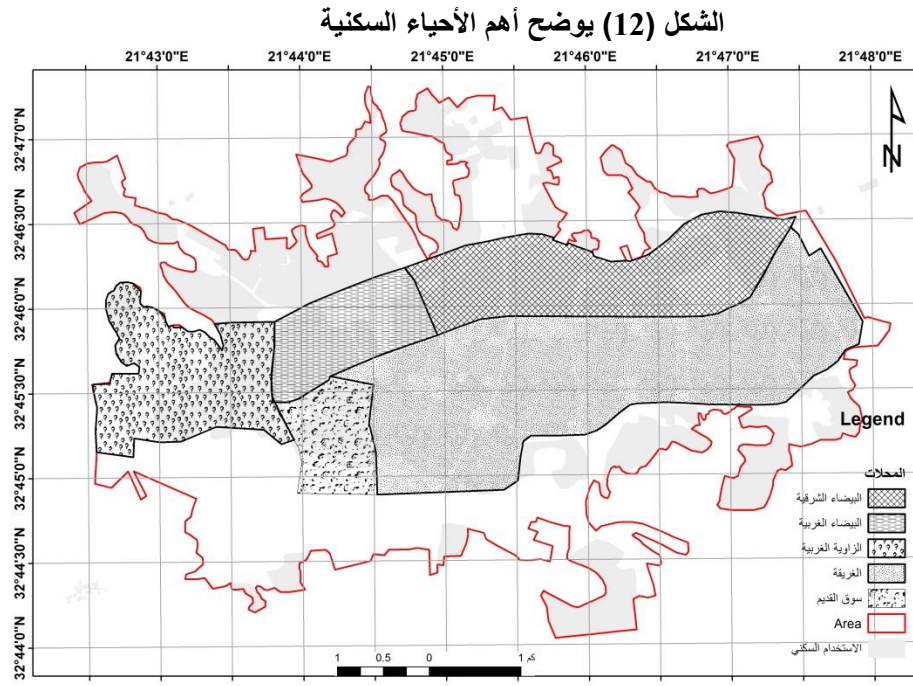 الشكل (12) يوضح أهم الأحياء السكنية
21°43'0"E
21°44'0"E
21°45'0"E
21°46'0"E
21°47'0"E
21°48'0"E
32°47'0"N
32°46'30"N
32°46'0"N
32°45'30"N
32°45'0"N
32°44'30"N
32°44'0"N
N
Legend
المحلات
البيضاء الشرقية
البيضاء الغربية
الزاوية الغربية
الغريقة
سوق القديم
Area
الاستخدام السكني
1 0.5 0 1 كم